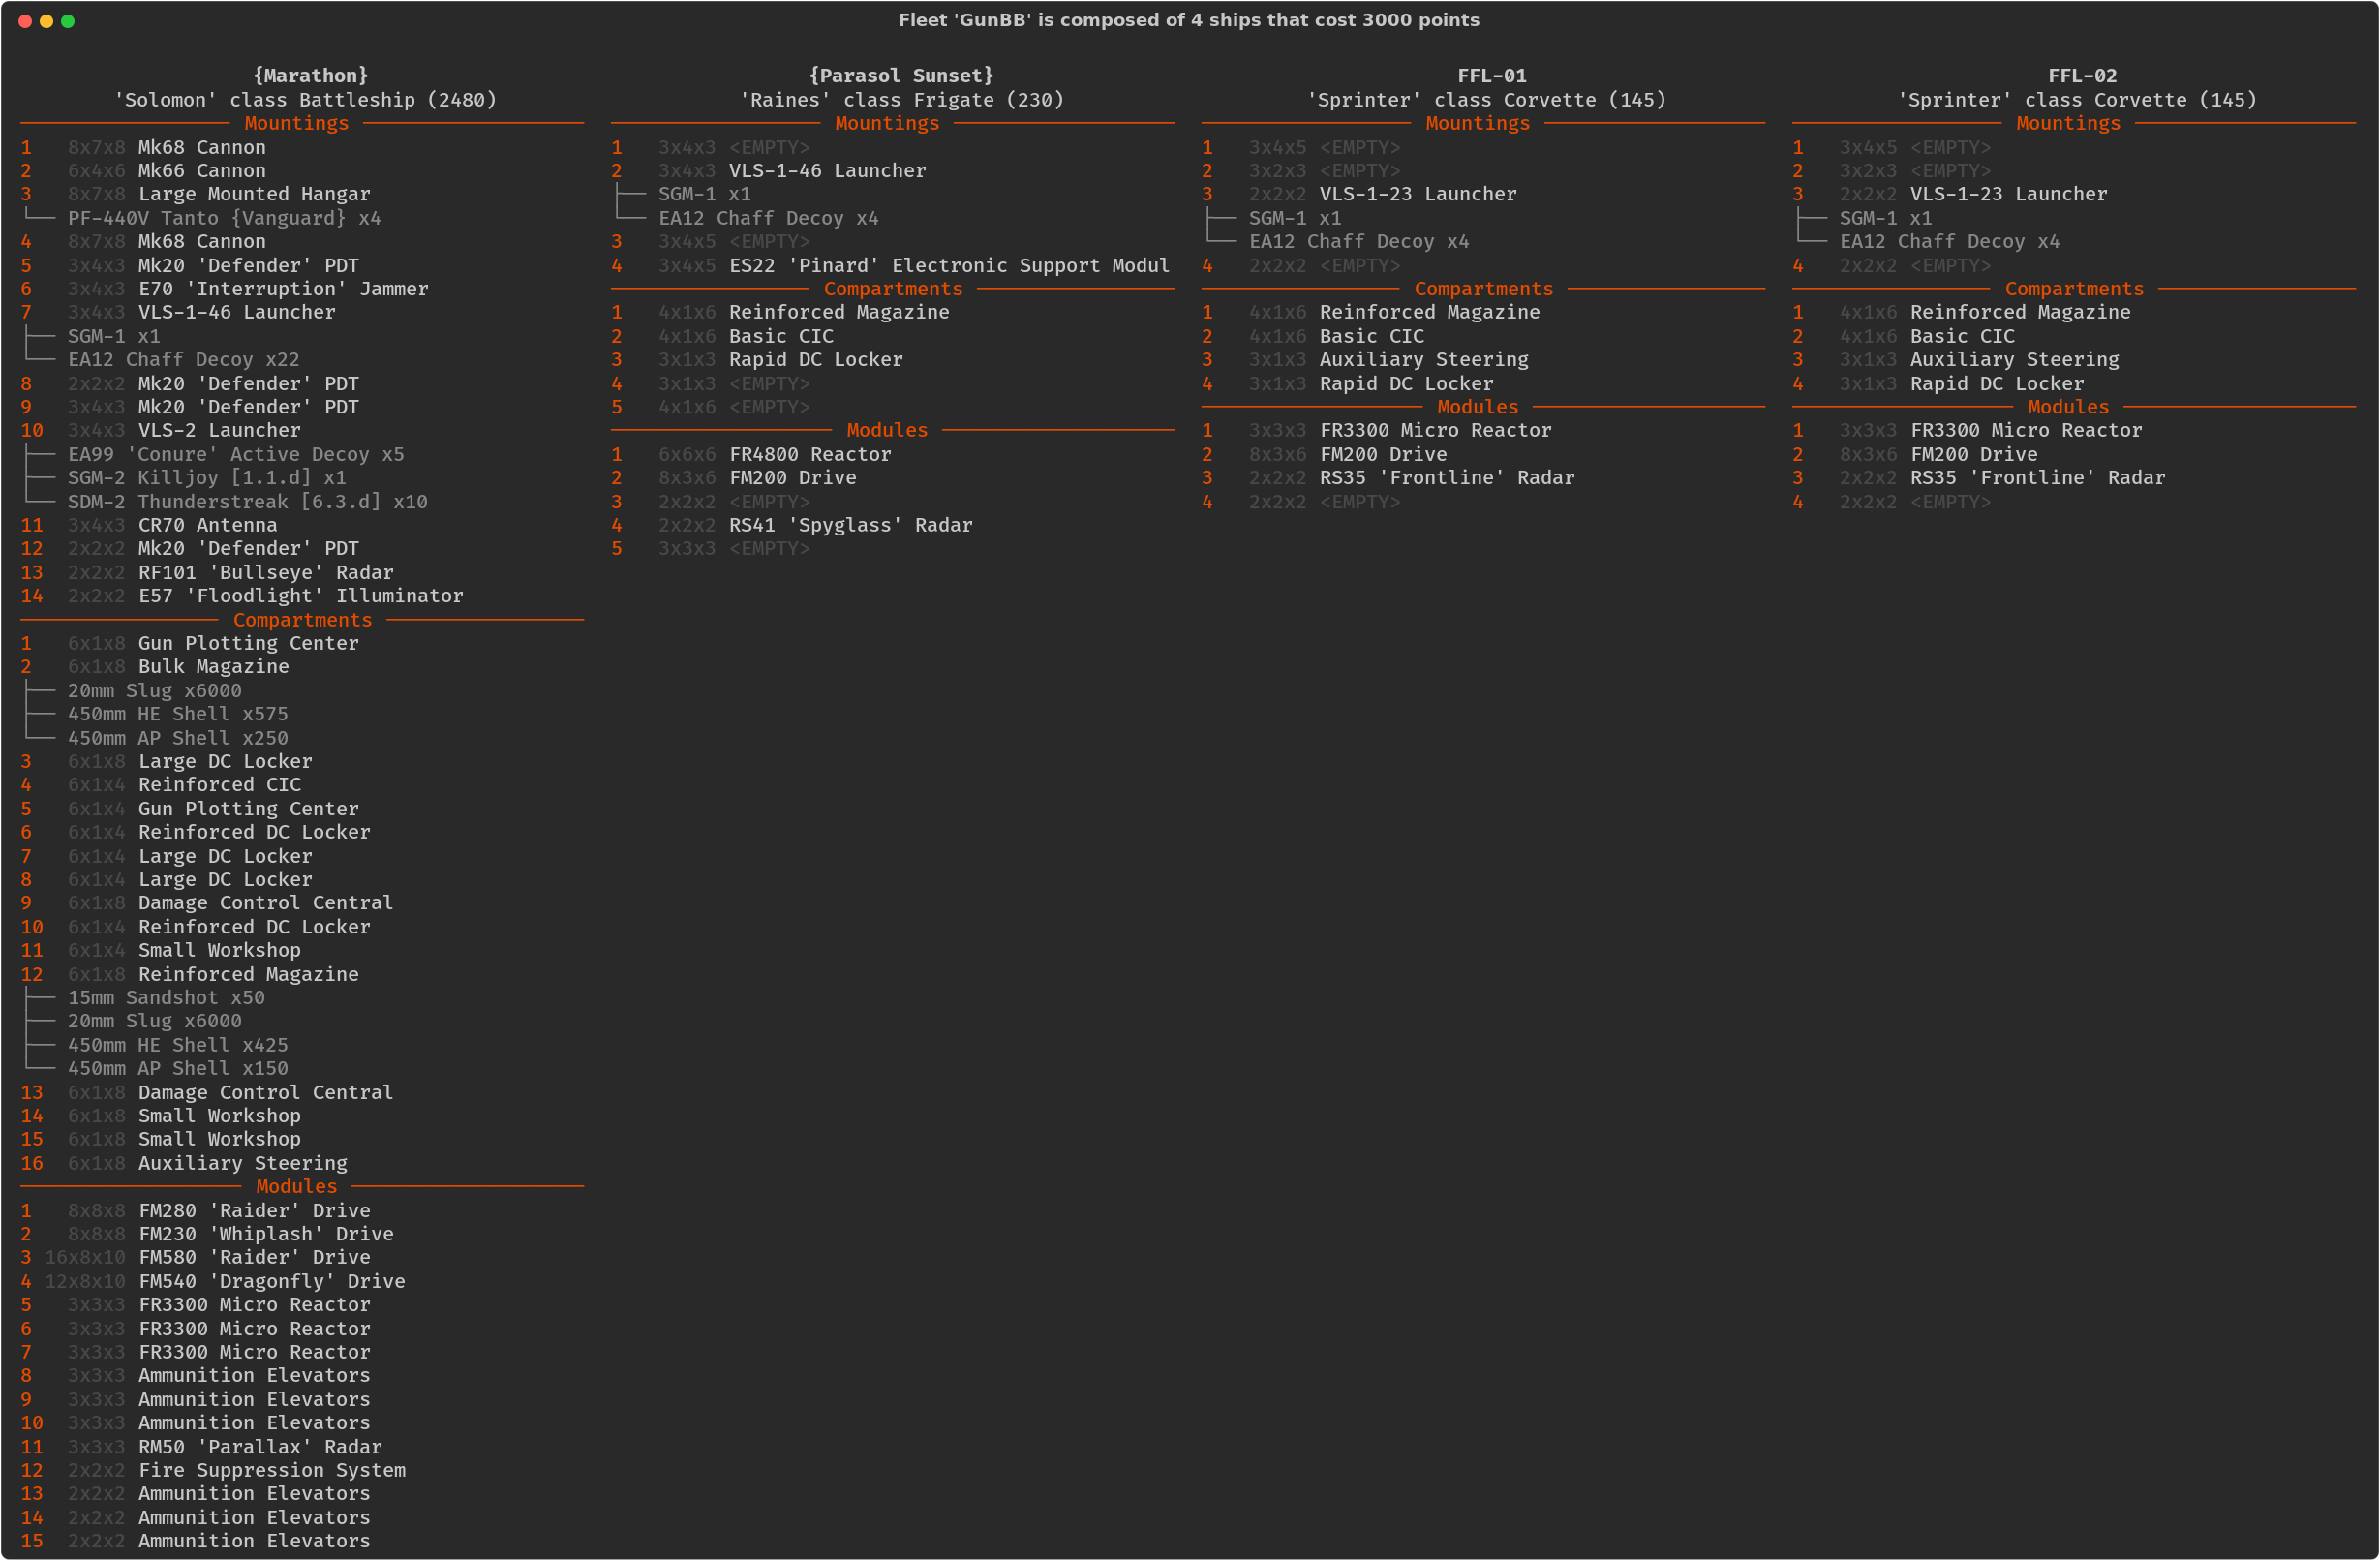 Fleet 'GunBB' is composed of 4 ships that cost 3000 points
{Marathon}
'Solomon' class Battleship (2480)
Mountings
1 8x7x8 Mk68 Cannon
2 6x4x6 Mk66 Cannon
3 8x7x8 Large Mounted Hangar
PF-440V Tanto {Vanguard} x4
4 8x7x8 Mk68 Cannon
5 3x4x3 Mk20 'Defender' PDT
6 3x4x3 E70 'Interruption' Jammer
7 3x4x3 VLS-1-46 Launcher
SGM-1 x1
EA12 Chaff Decoy x22
8 2x2x2 Mk20 'Defender' PDT
9 3x4x3 Mk20 'Defender' PDT
10 3x4x3 VLS-2 Launcher
EA99 'Conure' Active Decoy x5
SGM-2 Killjoy [1.1.d] x1
SDM-2 Thunderstreak [6.3.d] x10
11 3x4x3 CR70 Antenna
12 2x2x2 Mk20 'Defender' PDT
13 2x2x2 RF101 'Bullseye' Radar
14 2x2x2 E57 'Floodlight' Illuminator
Compartments
1 6x1x8 Gun Plotting Center
2 6x1x8 Bulk Magazine
20mm Slug x6000
450mm HE Shell x575
450mm AP Shell x250
3 6x1x8 Large DC Locker
4 6x1x4 Reinforced CIC
5 6x1x4 Gun Plotting Center
6 6x1x4 Reinforced DC Locker
7 6x1x4 Large DC Locker
8 6x1x4 Large DC Locker
9 6x1x8 Damage Control Central
10 6x1x4 Reinforced DC Locker
11 6x1x4 Small Workshop
12 6x1x8 Reinforced Magazine
15mm Sandshot x50
20mm Slug x6000
450mm HE Shell x425
450mm AP Shell x150
13 6x1x8 Damage Control Central
14 6x1x8 Small Workshop
15 6x1x8 Small Workshop
16 6x1x8 Auxiliary Steering
Modules
1 8x8x8 FM280 'Raider' Drive
2 8x8x8 FM230 'Whiplash' Drive
3 16x8x10 FM580 'Raider' Drive
4 12x8x10 FM540 'Dragonfly' Drive
5 3x3x3 FR3300 Micro Reactor
6 3x3x3 FR3300 Micro Reactor
7 3x3x3 FR3300 Micro Reactor
8 3x3x3 Ammunition Elevators
9 3x3x3 Ammunition Elevators
10 3x3x3 Ammunition Elevators
11 3x3x3 RM50 'Parallax' Radar
12 2x2x2 Fire Suppression System
13 2x2x2 Ammunition Elevators
14 2x2x2 Ammunition Elevators
15 2x2x2 Ammunition Elevators
{Parasol Sunset}
'Raines' class Frigate (230)
Mountings
1 3x4x3 <EMPTY>
2 3x4x3 VLS-1-46 Launcher
SGM-1 x1
EA12 Chaff Decoy x4
3 3x4x5 <EMPTY>
4 3x4x5 ES22 'Pinard' Electronic Support Modul
Compartments
1 4x1x6 Reinforced Magazine
2 4x1x6 Basic CIC
3 3x1x3 Rapid DC Locker
4 3x1x3 <EMPTY>
5 4x1x6 <EMPTY>
Modules
1 6x6x6 FR4800 Reactor
2 8x3x6 FM200 Drive
3 2x2x2 <EMPTY>
4 2x2x2 RS41 'Spyglass' Radar
5 3x3x3 <EMPTY>
FFL-01
'Sprinter' class Corvette (145)
Mountings
1 3x4x5 <EMPTY>
2 3x2x3 <EMPTY>
3 2x2x2 VLS-1-23 Launcher
SGM-1 x1
EA12 Chaff Decoy x4
4 2x2x2 <EMPTY>
Compartments
1 4x1x6 Reinforced Magazine
2 4x1x6 Basic CIC
3 3x1x3 Auxiliary Steering
4 3x1x3 Rapid DC Locker
Modules
1 3x3x3 FR3300 Micro Reactor
2 8x3x6 FM200 Drive
3 2x2x2 RS35 'Frontline' Radar
4 2x2x2 <EMPTY>
FFL-02
'Sprinter' class Corvette (145)
Mountings
1 3x4x5 <EMPTY>
2 3x2x3 <EMPTY>
3 2x2x2 VLS-1-23 Launcher
SGM-1 x1
EA12 Chaff Decoy x4
4 2x2x2 <EMPTY>
Compartments
1 4x1x6 Reinforced Magazine
2 4x1x6 Basic CIC
3 3x1x3 Auxiliary Steering
4 3x1x3 Rapid DC Locker
Modules
1 3x3x3 FR3300 Micro Reactor
2 8x3x6 FM200 Drive
3 2x2x2 RS35 'Frontline' Radar
4 2x2x2 <EMPTY>